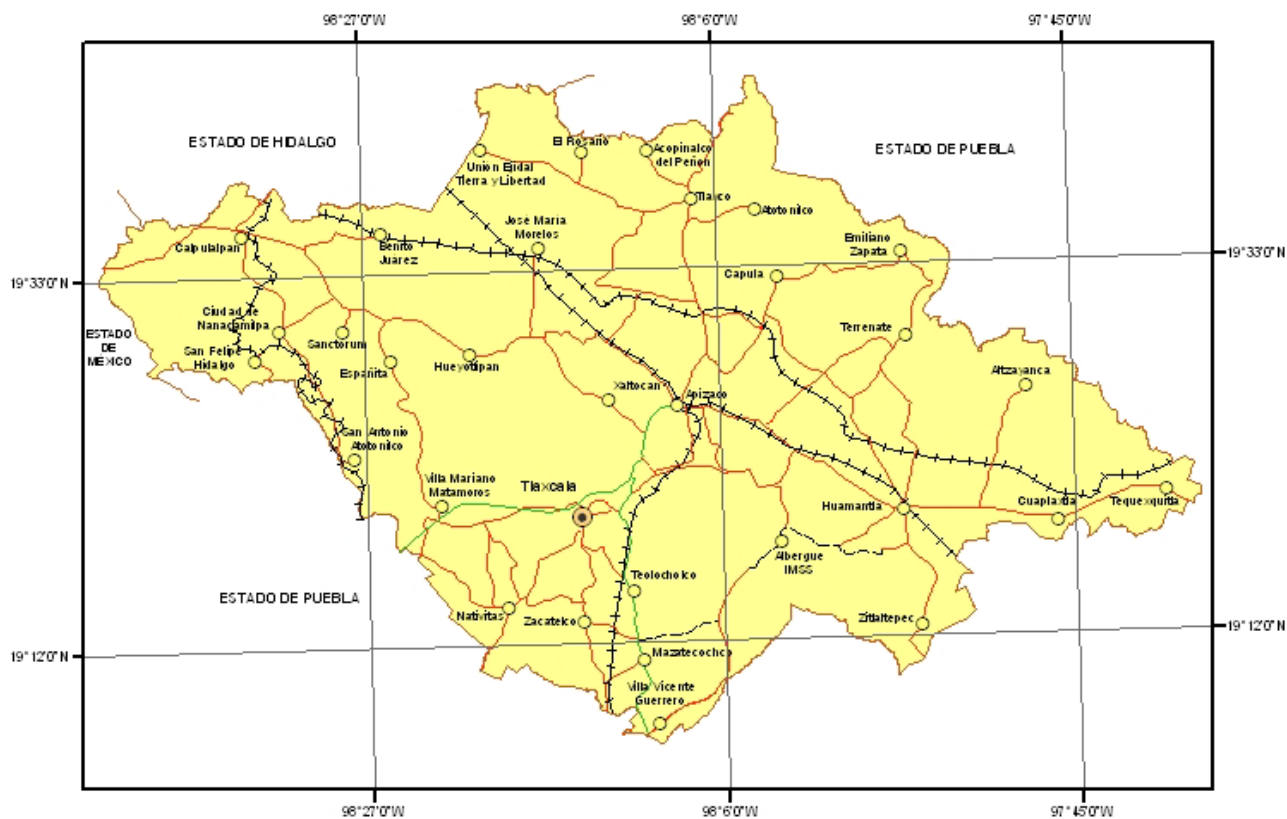 98°27'0"W
98°6'0"W
97°45'0"W
ESTADO DE HIDALGO
El Rosario
Acopinalco
del Peñon
ESTADO DE PUEBLA
Union Ejidal
Tierra y Libertad
Tlaxco
Atotonilco
José María
Morelos
Emiliano
Zapata
Calpulalpan
Benito
Juarez
19°33'0"N
19°33'0"N
Capula
Ciudad de
Nanacamilpa
ESTADO
DE
MEXICO
Sanctorum
Terrenate
San Felipe
Hidalgo
Españita
Hueyotlipan
Altzayanca
Xaltocan
Apizaco
San Antonio
Atotonilco
Villa Mariano
Matamoros
Tlaxcala
Huamantla
Cuapiaxtla
Tequexquitla
Albergue
IMSS
Teolocholco
ESTADO DE PUEBLA
Nativitas
Zacatelco
Zitlaltepec
19°12'0"N
19°12'0"N
Mazatecochco
Villa Vicente
Guerrero
98°27'0"W
98°6'0"W
97°45'0"W